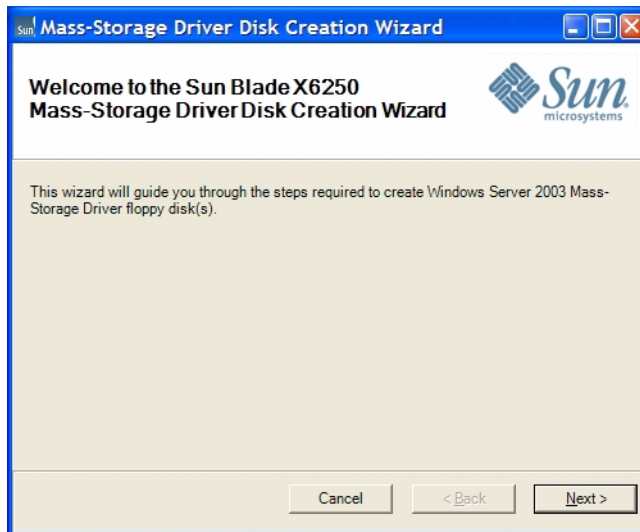 Sun Mass-Storage Driver Disk Creation Wizard
Welcome to the Sun Blade X6250
Mass-Storage Driver Disk Creation Wizard
Sun
microsystems
This wizard will guide you through the steps required to create Windows Server 2003 Mass-
Storage Driver floppy disk(s).
Cancel
< Back
Next >